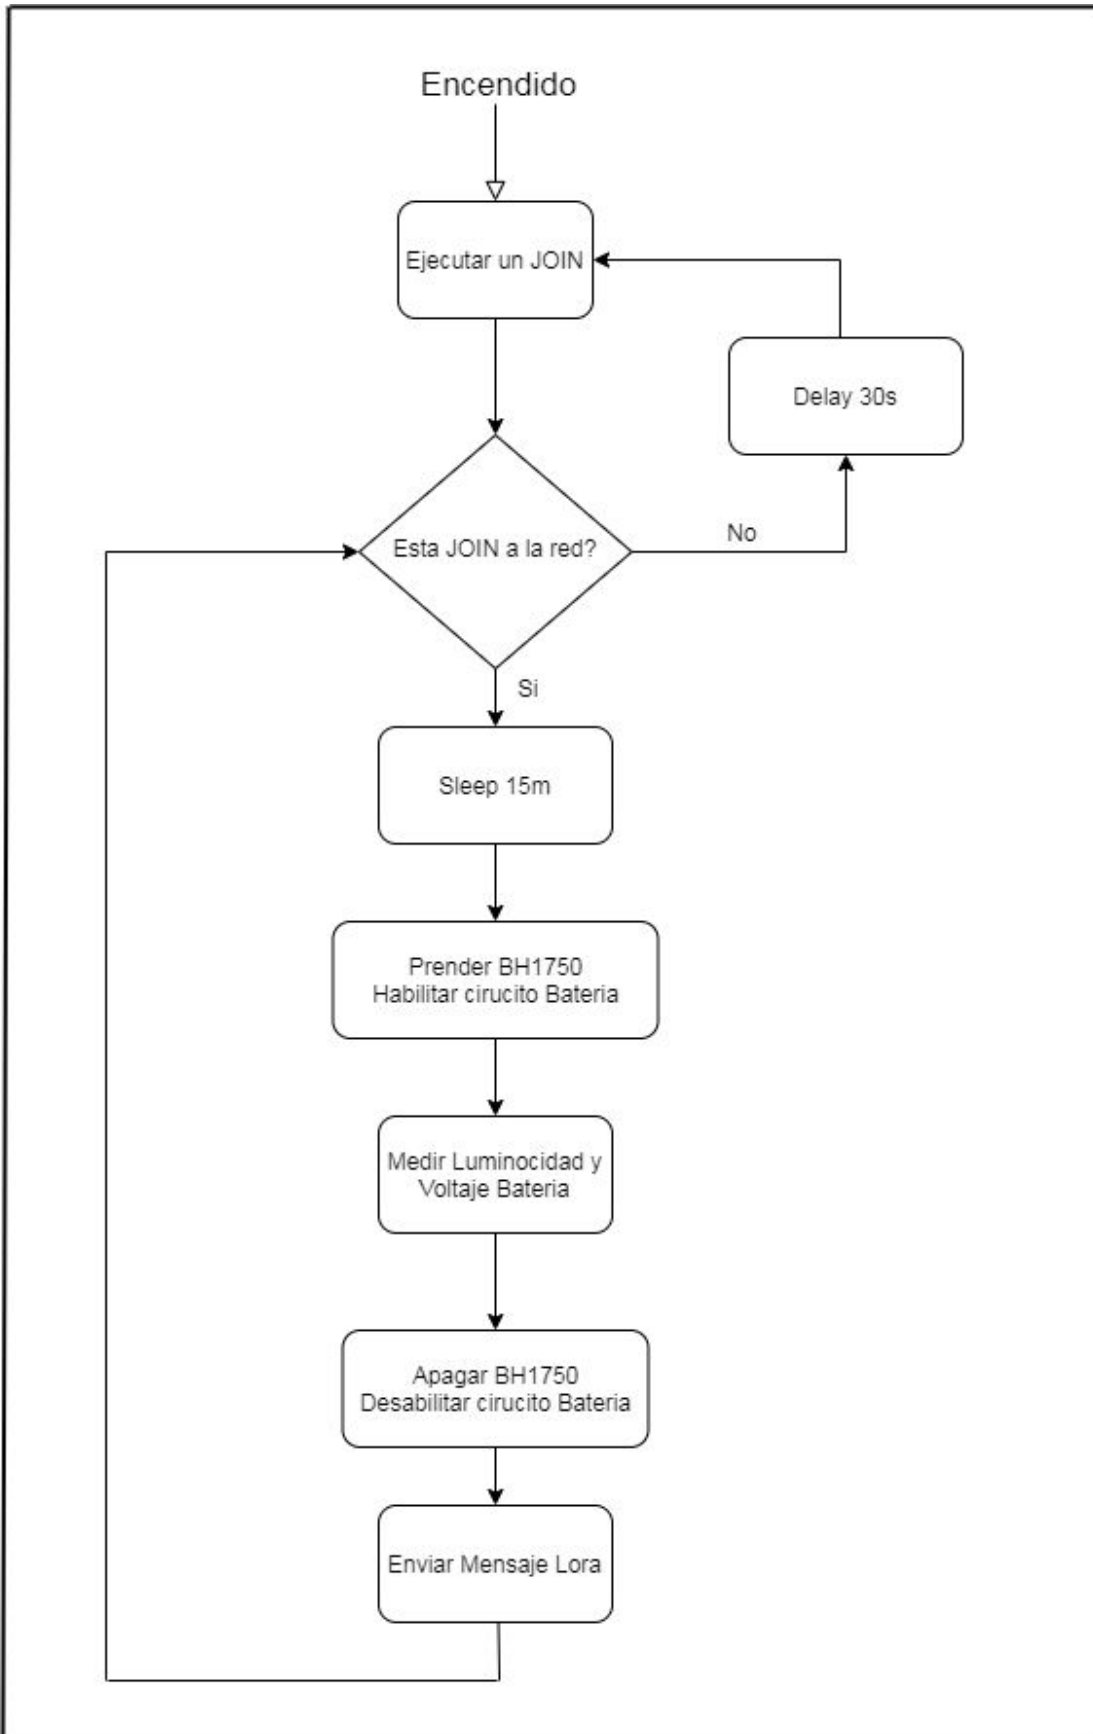 Encendido
Ejecutar un JOIN
Delay 30s
Esta JOIN a la red?
No
Si
Sleep 15m
Prender BH1750
Habilitar cirucito Bateria
Medir Luminocidad y
Voltaje Bateria
Apagar BH1750
Desabilitar cirucito Bateria
Enviar Mensaje Lora